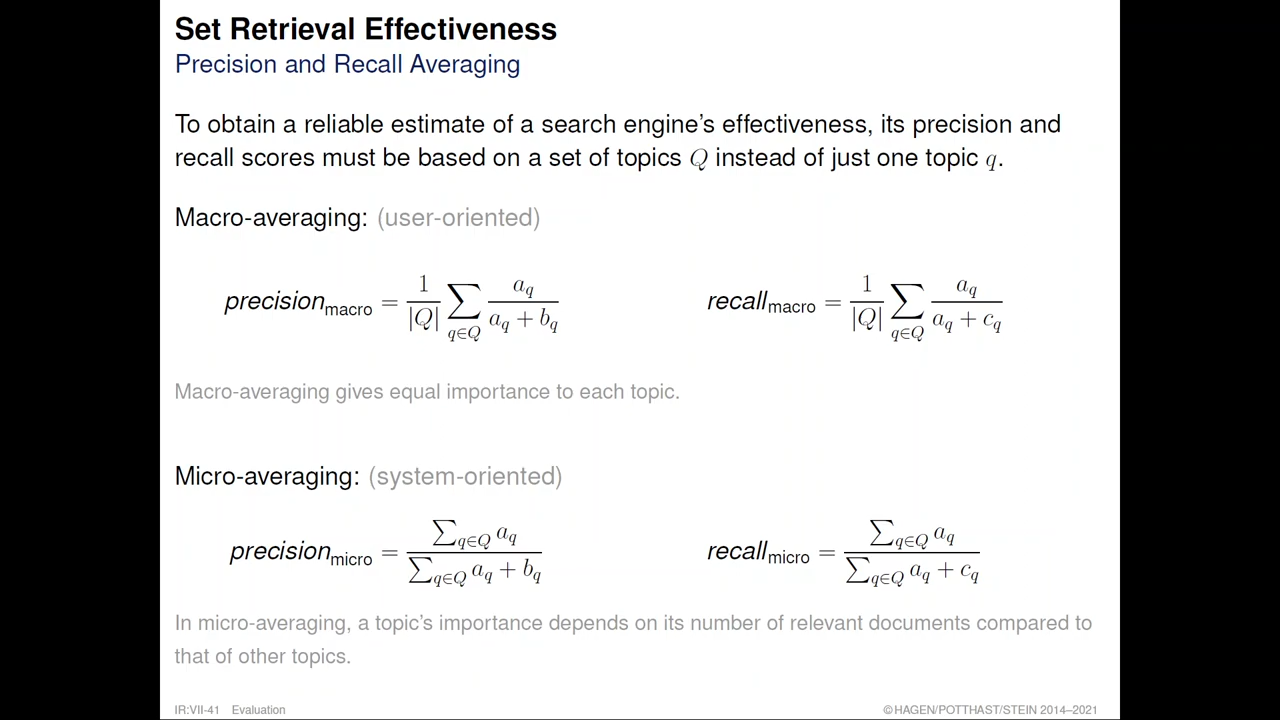 Set Retrieval Effectiveness
Precision and Recall Averaging
To obtain a reliable estimate of a search engine's effectiveness, its precision and
recall scores must be based on a set of topics Q instead of just one topic q.
Macro-averaging: (user-oriented)
precision_macro = 1/|Q| ∑_{q∈Q} a_q/(a_q + b_q) recall_macro = 1/|Q| ∑_{q∈Q} a_q/(a_q + c_q)
Macro-averaging gives equal importance to each topic.
Micro-averaging: (system-oriented)
precision_micro = ∑_{q∈Q} a_q / ∑_{q∈Q} a_q + b_q recall_micro = ∑_{q∈Q} a_q / ∑_{q∈Q} a_q + c_q
In micro-averaging, a topic's importance depends on its number of relevant documents compared to
that of other topics.
IR:VII-41 Evaluation ©HAGEN/POTTHAST/STEIN 2014–2021